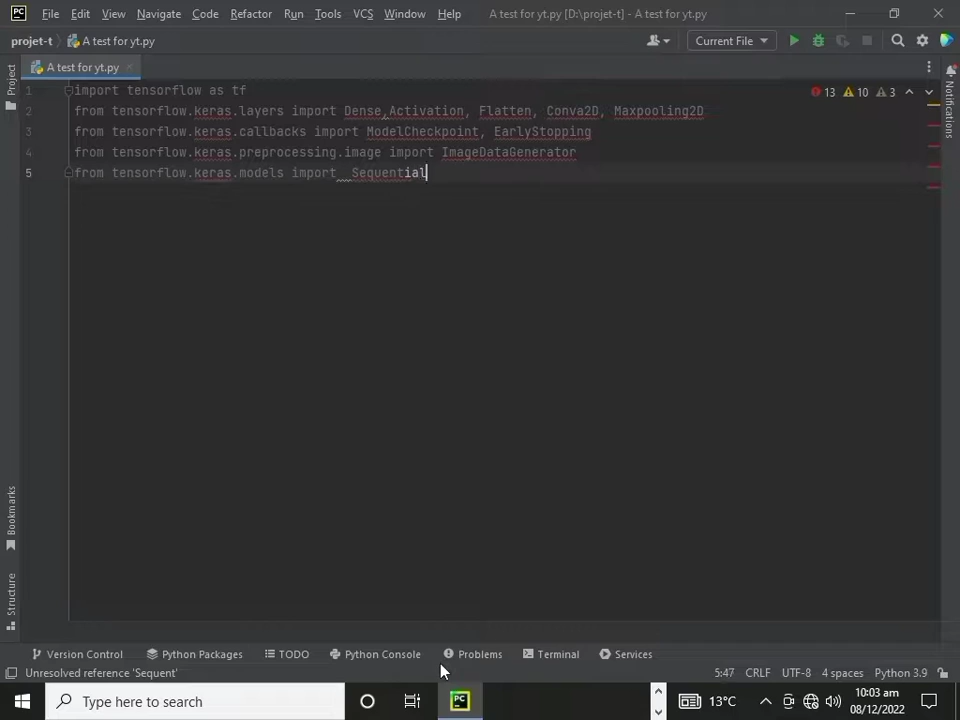 PC File Edit View Navigate Code Refactor Run Tools VCS Window Help A test for yt.py [D:\projet-t] - A test for yt.py
projet-t A test for yt.py Current File
Project A test for yt.py Notifications
13 10 3
1 import tensorflow as tf
2 from tensorflow.keras.layers import Dense,Activation, Flatten, Conva2D, Maxpooling2D
3 from tensorflow.keras.callbacks import ModelCheckpoint, EarlyStopping
4 from tensorflow.keras.preprocessing.image import ImageDataGenerator
5 from tensorflow.keras.models import  Sequential
Bookmarks
Structure
Version Control Python Packages TODO Python Console Problems Terminal Services
Unresolved reference 'Sequent' 5:47 CRLF UTF-8 4 spaces Python 3.9
Type here to search PC 13°C 10:03 am
08/12/2022